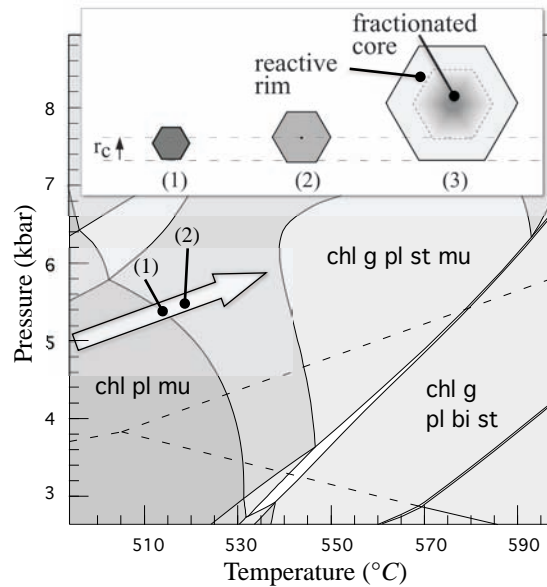 fractionated
core
reactive
rim
r_c
(1)
(2)
(3)
8
7
6
5
4
3
Pressure (kbar)
(1)
(2)
chl g pl st mu
chl pl mu
chl g
pl bi st
510
530
550
570
590
Temperature (°C)